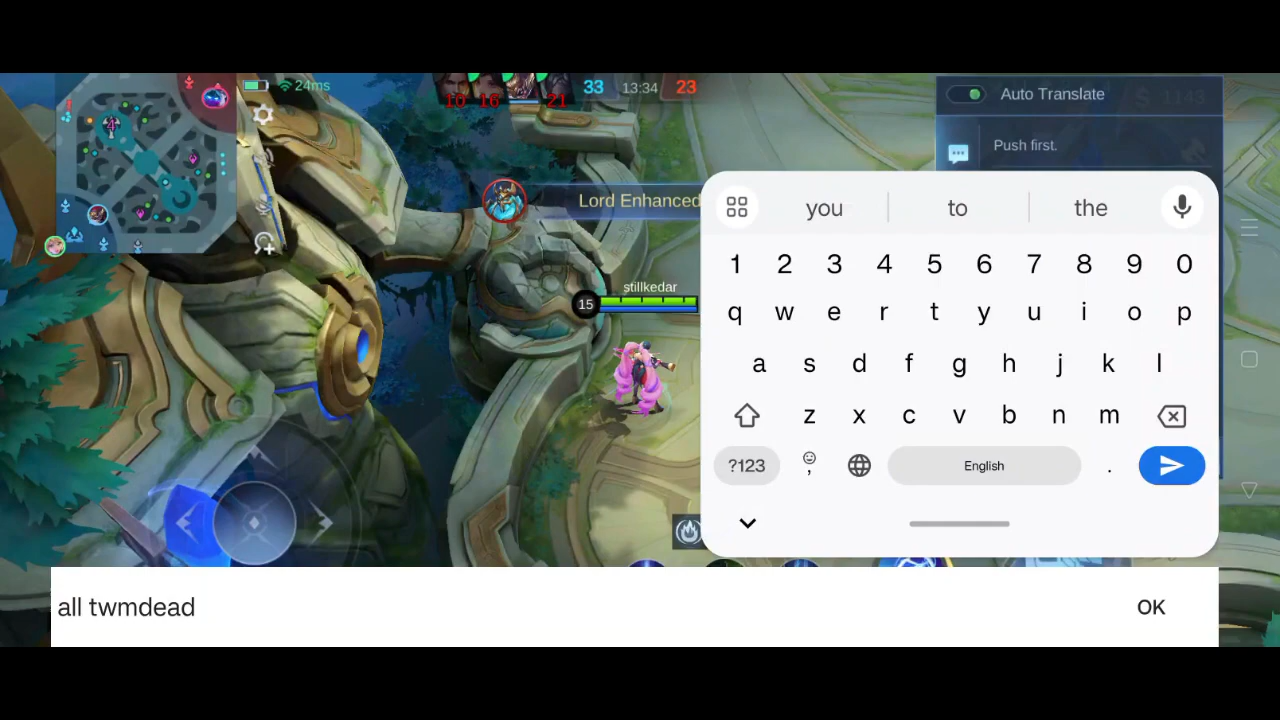 24ms
10 16 21
33 13:34 23
Auto Translate
Push first.
Lord Enhanced
stillkedar
15
you to the
1 2 3 4 5 6 7 8 9 0
q w e r t y u i o p
a s d f g h j k l
z x c v b n m
?123 , English .
all twmdead
OK